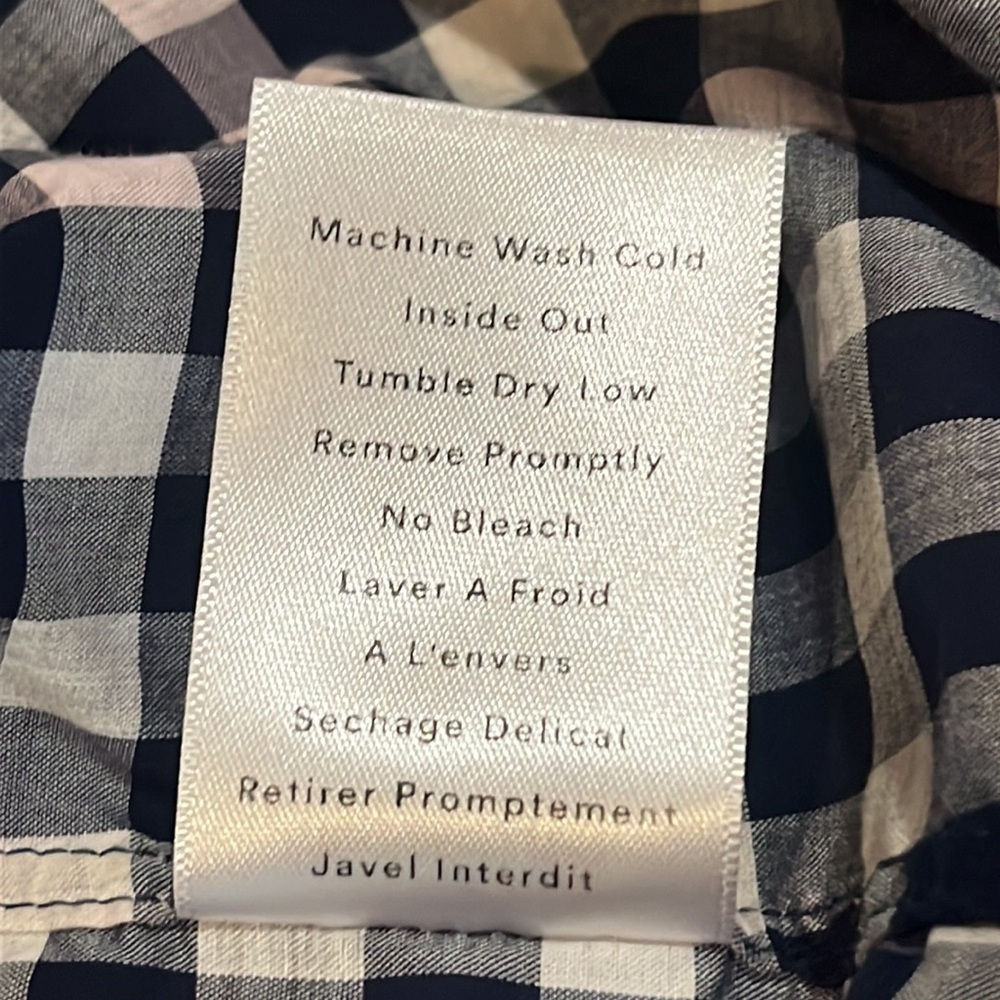 Machine Wash Cold
Inside Out
Tumble Dry Low
Remove Promptly
No Bleach
Laver A Froid
A L'envers
Sechage Delicat
Retirer Promptement
Javel Interdit